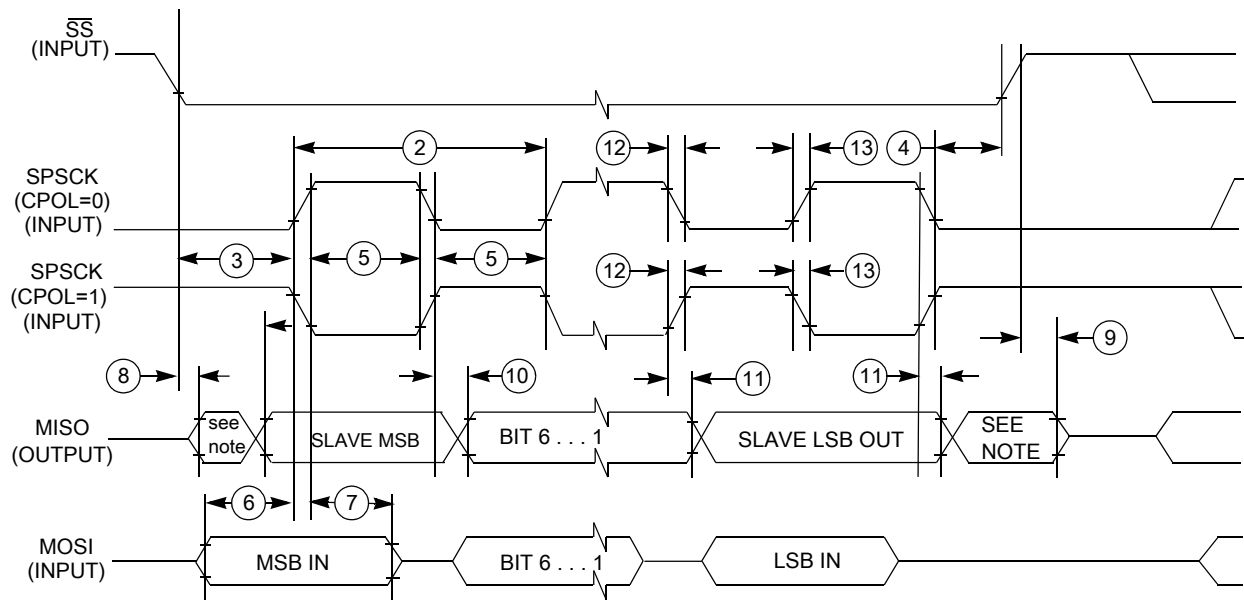 SS
(INPUT)
2
12
13
4
SPSCK
(CPOL=0)
(INPUT)
3
5
5
12
13
SPSCK
(CPOL=1)
(INPUT)
8
10
11
11
9
MISO
(OUTPUT)
see
note
SLAVE MSB
BIT 6 . . . 1
SLAVE LSB OUT
SEE
NOTE
6
7
MOSI
(INPUT)
MSB IN
BIT 6 . . . 1
LSB IN